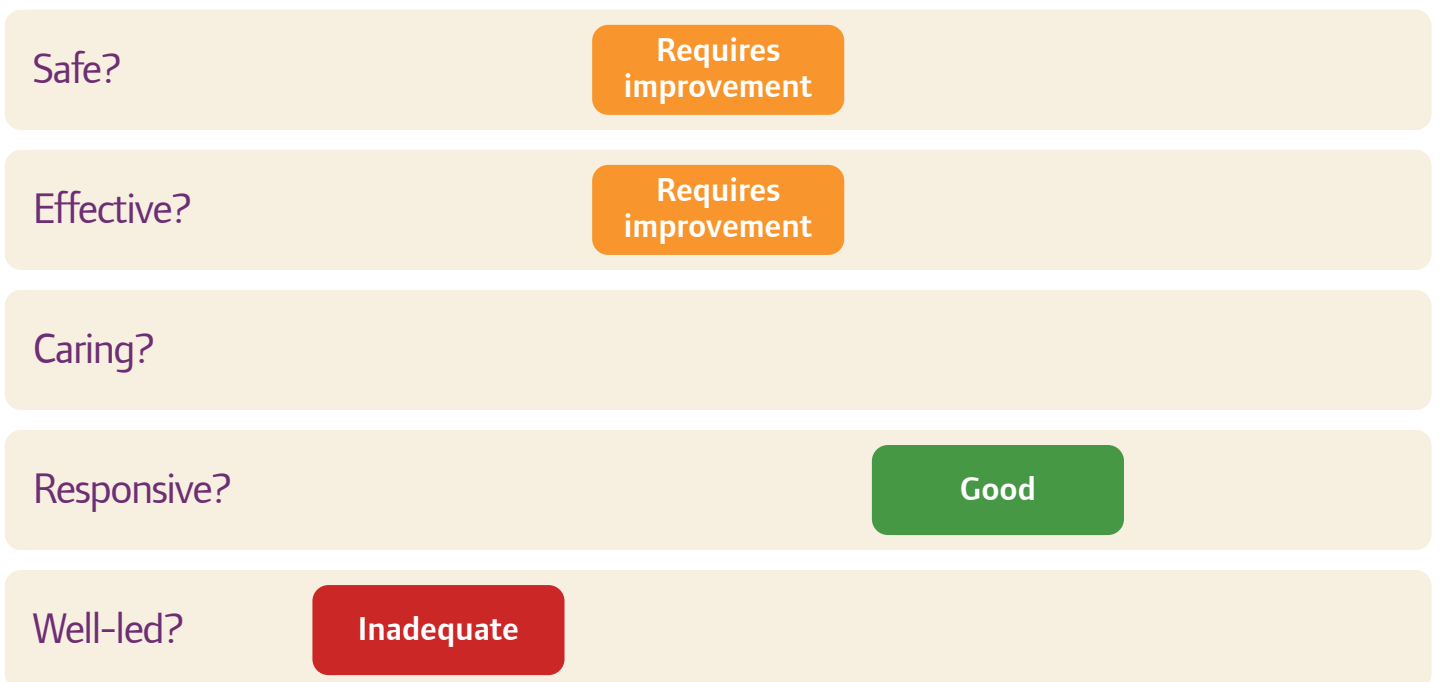 Safe?
Requires
improvement
Effective?
Requires
improvement
Caring?
Responsive?
Good
Well-led?
Inadequate